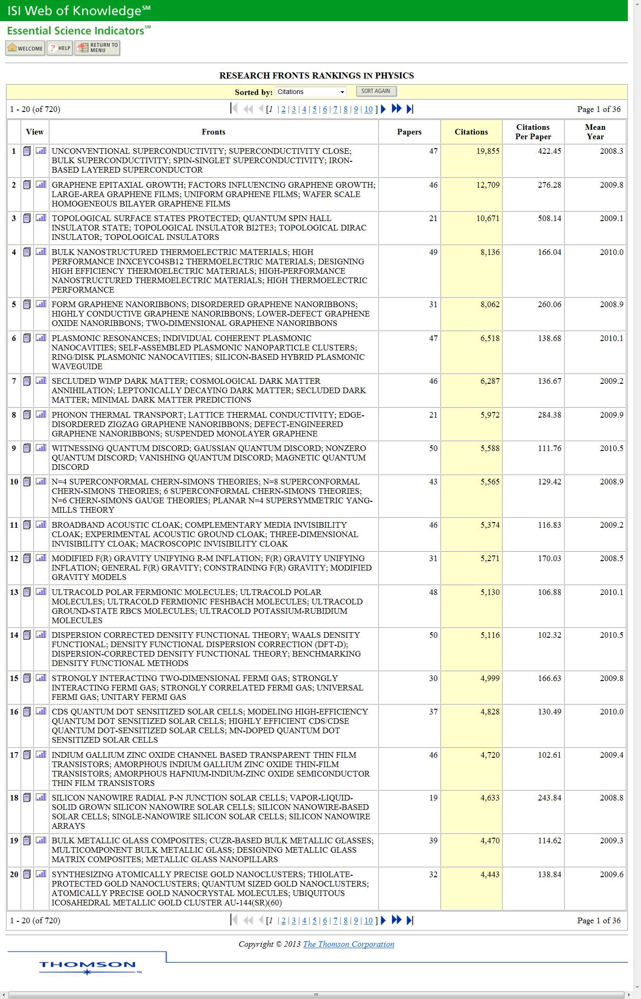 ISI Web of Knowledge℠
Essential Science Indicators℠
WELCOME ? HELP RETURN TO MENU
RESEARCH FRONTS RANKINGS IN PHYSICS
Sorted by: Citations SORT AGAIN
1 - 20 (of 720) [1 | 2 | 3 | 4 | 5 | 6 | 7 | 8 | 9 | 10 ] Page 1 of 36
View Fronts Papers Citations Citations Per Paper Mean Year
1 UNCONVENTIONAL SUPERCONDUCTIVITY; SUPERCONDUCTIVITY CLOSE; 47 19,855 422.45 2008.3
BULK SUPERCONDUCTIVITY; SPIN-SINGLET SUPERCONDUCTIVITY; IRON-
BASED LAYERED SUPERCONDUCTOR
2 GRAPHENE EPITAXIAL GROWTH; FACTORS INFLUENCING GRAPHENE GROWTH; 46 12,709 276.28 2009.8
LARGE-AREA GRAPHENE FILMS; UNIFORM GRAPHENE FILMS; WAFER SCALE
HOMOGENEOUS BILAYER GRAPHENE FILMS
3 TOPOLOGICAL SURFACE STATES PROTECTED; QUANTUM SPIN HALL 21 10,671 508.14 2009.1
INSULATOR STATE; TOPOLOGICAL INSULATOR BI2TE3; TOPOLOGICAL DIRAC
INSULATOR; TOPOLOGICAL INSULATORS
4 BULK NANOSTRUCTURED THERMOELECTRIC MATERIALS; HIGH 49 8,136 166.04 2010.0
PERFORMANCE INXCEYCO4SB12 THERMOELECTRIC MATERIALS; DESIGNING
HIGH EFFICIENCY THERMOELECTRIC MATERIALS; HIGH-PERFORMANCE
NANOSTRUCTURED THERMOELECTRIC MATERIALS; HIGH THERMOELECTRIC
PERFORMANCE
5 FORM GRAPHENE NANORIBBONS; DISORDERED GRAPHENE NANORIBBONS; 31 8,062 260.06 2008.9
HIGHLY CONDUCTIVE GRAPHENE NANORIBBONS; LOWER-DEFECT GRAPHENE
OXIDE NANORIBBONS; TWO-DIMENSIONAL GRAPHENE NANORIBBONS
6 PLASMONIC RESONANCES; INDIVIDUAL COHERENT PLASMONIC 47 6,518 138.68 2010.1
NANOCAVITIES; SELF-ASSEMBLED PLASMONIC NANOPARTICLE CLUSTERS;
RING/DISK PLASMONIC NANOCAVITIES; SILICON-BASED HYBRID PLASMONIC
WAVEGUIDE
7 SECLUDED WIMP DARK MATTER; COSMOLOGICAL DARK MATTER 46 6,287 136.67 2009.2
ANNIHILATION; LEPTONICALLY DECAYING DARK MATTER; SECLUDED DARK
MATTER; MINIMAL DARK MATTER PREDICTIONS
8 PHONON THERMAL TRANSPORT; LATTICE THERMAL CONDUCTIVITY; EDGE- 21 5,972 284.38 2009.9
DISORDERED ZIGZAG GRAPHENE NANORIBBONS; DEFECT-ENGINEERED
GRAPHENE NANORIBBONS; SUSPENDED MONOLAYER GRAPHENE
9 WITNESSING QUANTUM DISCORD; GAUSSIAN QUANTUM DISCORD; NONZERO 50 5,588 111.76 2010.5
QUANTUM DISCORD; VANISHING QUANTUM DISCORD; MAGNETIC QUANTUM
DISCORD
10 N=4 SUPERCONFORMAL CHERN-SIMONS THEORIES; N=8 SUPERCONFORMAL 43 5,565 129.42 2008.9
CHERN-SIMONS THEORIES; 6 SUPERCONFORMAL CHERN-SIMONS THEORIES;
N=6 CHERN-SIMONS GAUGE THEORIES; PLANAR N=4 SUPERSYMMETRIC YANG-
MILLS THEORY
11 BROADBAND ACOUSTIC CLOAK; COMPLEMENTARY MEDIA INVISIBILITY 46 5,374 116.83 2009.2
CLOAK; EXPERIMENTAL ACOUSTIC GROUND CLOAK; THREE-DIMENSIONAL
INVISIBILITY CLOAK; MACROSCOPIC INVISIBILITY CLOAK
12 MODIFIED F(R) GRAVITY UNIFYING R-M INFLATION; F(R) GRAVITY UNIFYING 31 5,271 170.03 2008.5
INFLATION; GENERAL F(R) GRAVITY; CONSTRAINING F(R) GRAVITY; MODIFIED
GRAVITY MODELS
13 ULTRACOLD POLAR FERMIONIC MOLECULES; ULTRACOLD POLAR 48 5,130 106.88 2010.1
MOLECULES; ULTRACOLD FERMIONIC FESHBACH MOLECULES; ULTRACOLD
GROUND-STATE RBCS MOLECULES; ULTRACOLD POTASSIUM-RUBIDIUM
MOLECULES
14 DISPERSION CORRECTED DENSITY FUNCTIONAL THEORY; WAALS DENSITY 50 5,116 102.32 2010.5
FUNCTIONAL; DENSITY FUNCTIONAL DISPERSION CORRECTION (DFT-D);
DISPERSION-CORRECTED DENSITY FUNCTIONAL THEORY; BENCHMARKING
DENSITY FUNCTIONAL METHODS
15 STRONGLY INTERACTING TWO-DIMENSIONAL FERMI GAS; STRONGLY 30 4,999 166.63 2009.8
INTERACTING FERMI GAS; STRONGLY CORRELATED FERMI GAS; UNIVERSAL
FERMI GAS; UNITARY FERMI GAS
16 CDS QUANTUM DOT SENSITIZED SOLAR CELLS; MODELING HIGH-EFFICIENCY 37 4,828 130.49 2010.0
QUANTUM DOT SENSITIZED SOLAR CELLS; HIGHLY EFFICIENT CDS/CDSE
QUANTUM DOT-SENSITIZED SOLAR CELLS; MN-DOPED QUANTUM DOT
SENSITIZED SOLAR CELLS
17 INDIUM GALLIUM ZINC OXIDE CHANNEL BASED TRANSPARENT THIN FILM 46 4,720 102.61 2009.4
TRANSISTORS; AMORPHOUS INDIUM GALLIUM ZINC OXIDE THIN-FILM
TRANSISTORS; AMORPHOUS HAFNIUM-INDIUM-ZINC OXIDE SEMICONDUCTOR
THIN FILM TRANSISTORS
18 SILICON NANOWIRE RADIAL P-N JUNCTION SOLAR CELLS; VAPOR-LIQUID- 19 4,633 243.84 2008.8
SOLID GROWN SILICON NANOWIRE SOLAR CELLS; SILICON NANOWIRE-BASED
SOLAR CELLS; SINGLE-NANOWIRE SILICON SOLAR CELLS; SILICON NANOWIRE
ARRAYS
19 BULK METALLIC GLASS COMPOSITES; CUZR-BASED BULK METALLIC GLASSES; 39 4,470 114.62 2009.3
MULTICOMPONENT BULK METALLIC GLASS; DESIGNING METALLIC GLASS
MATRIX COMPOSITES; METALLIC GLASS NANOPILLARS
20 SYNTHESIZING ATOMICALLY PRECISE GOLD NANOCLUSTERS; THIOLATE- 32 4,443 138.84 2009.6
PROTECTED GOLD NANOCLUSTERS; QUANTUM SIZED GOLD NANOCLUSTERS;
ATOMICALLY PRECISE GOLD NANOCRYSTAL MOLECULES; UBIQUITOUS
ICOSAHEDRAL METALLIC GOLD CLUSTER AU-144(SR)(60)
1 - 20 (of 720) [1 | 2 | 3 | 4 | 5 | 6 | 7 | 8 | 9 | 10 ] Page 1 of 36
Copyright © 2013 The Thomson Corporation
THOMSON ™